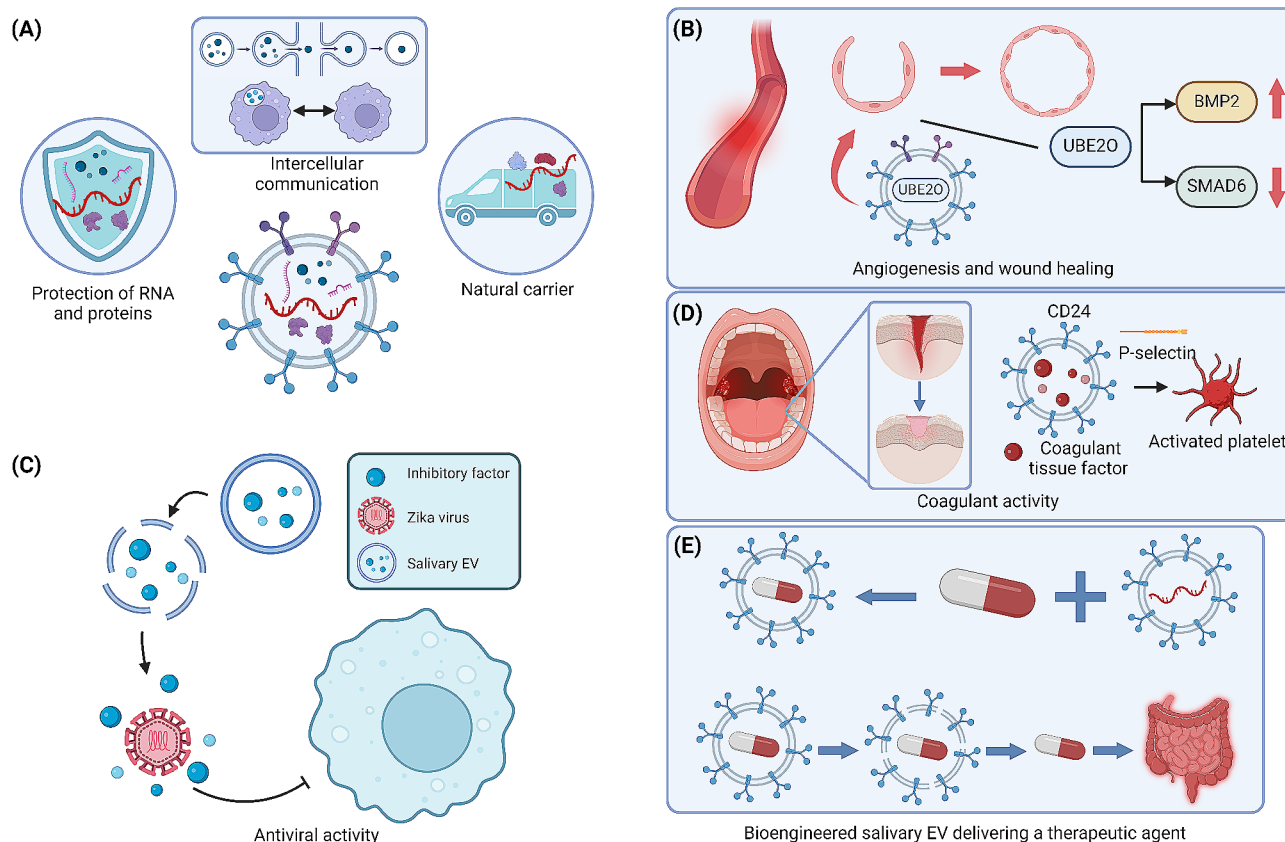 (A)
Intercellular
communication
Protection of RNA
and proteins
Natural carrier
(B)
UBE2O
UBE2O
BMP2
SMAD6
Angiogenesis and wound healing
(C)
Inhibitory factor
Zika virus
Salivary EV
Antiviral activity
(D)
CD24
P-selectin
Coagulant
tissue factor
Activated platelet
Coagulant activity
(E)
Bioengineered salivary EV delivering a therapeutic agent